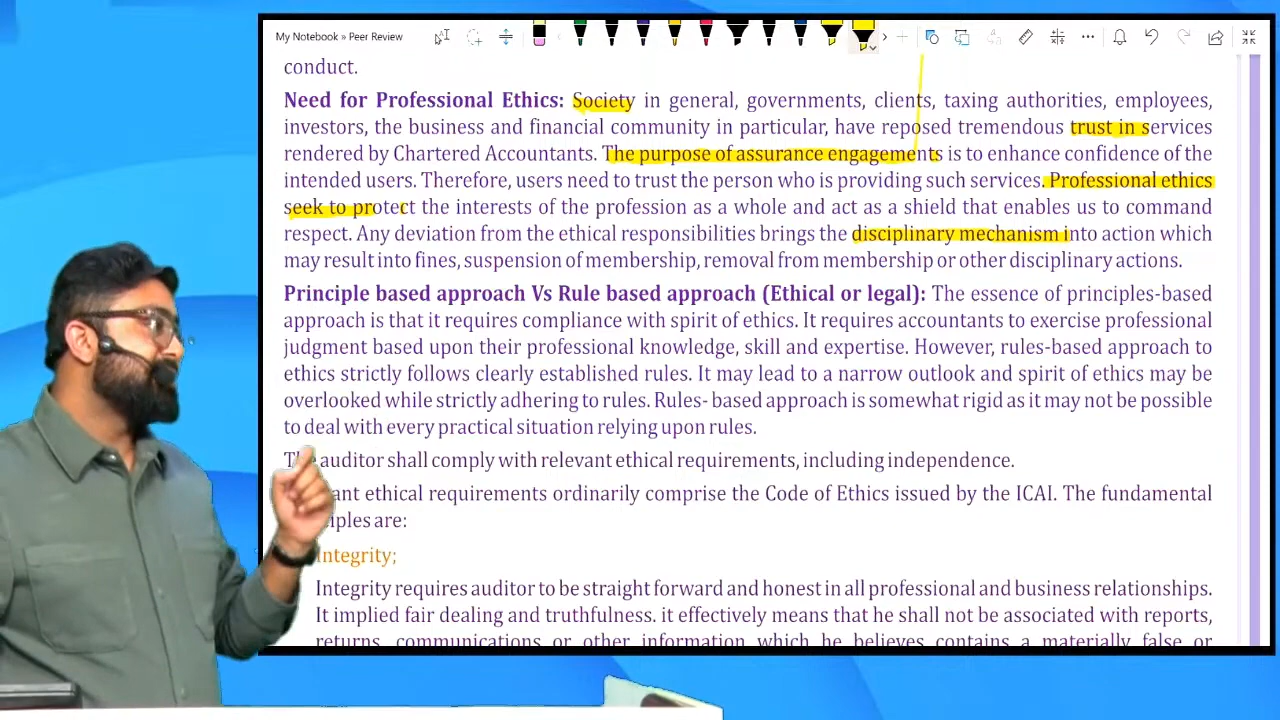 My Notebook » Peer Review
conduct.
Need for Professional Ethics: Society in general, governments, clients, taxing authorities, employees,
investors, the business and financial community in particular, have reposed tremendous trust in services
rendered by Chartered Accountants. The purpose of assurance engagements is to enhance confidence of the
intended users. Therefore, users need to trust the person who is providing such services. Professional ethics
seek to protect the interests of the profession as a whole and act as a shield that enables us to command
respect. Any deviation from the ethical responsibilities brings the disciplinary mechanism into action which
may result into fines, suspension of membership, removal from membership or other disciplinary actions.
Principle based approach Vs Rule based approach (Ethical or legal): The essence of principles-based
approach is that it requires compliance with spirit of ethics. It requires accountants to exercise professional
judgment based upon their professional knowledge, skill and expertise. However, rules-based approach to
ethics strictly follows clearly established rules. It may lead to a narrow outlook and spirit of ethics may be
overlooked while strictly adhering to rules. Rules- based approach is somewhat rigid as it may not be possible
to deal with every practical situation relying upon rules.
auditor shall comply with relevant ethical requirements, including independence.
ethical requirements ordinarily comprise the Code of Ethics issued by the ICAI. The fundamental
are:
Integrity;
Integrity requires auditor to be straight forward and honest in all professional and business relationships.
It implied fair dealing and truthfulness. it effectively means that he shall not be associated with reports,
returns, communications or other information which he believes contains a materially false or